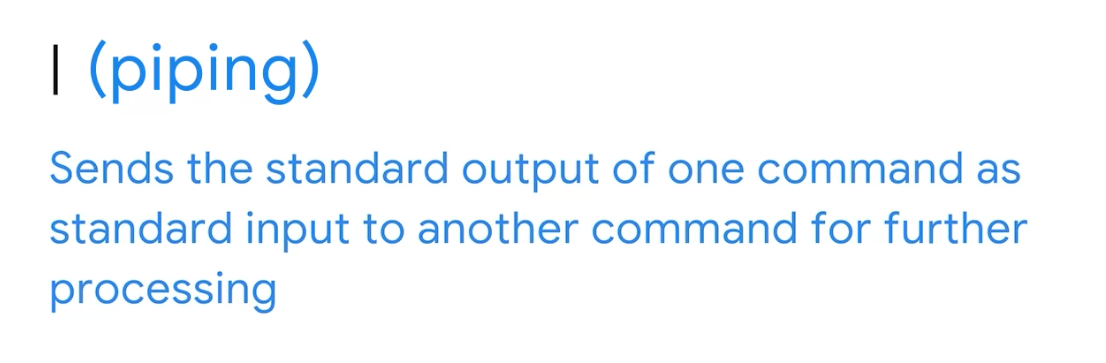 | (piping)
Sends the standard output of one command as
standard input to another command for further
processing